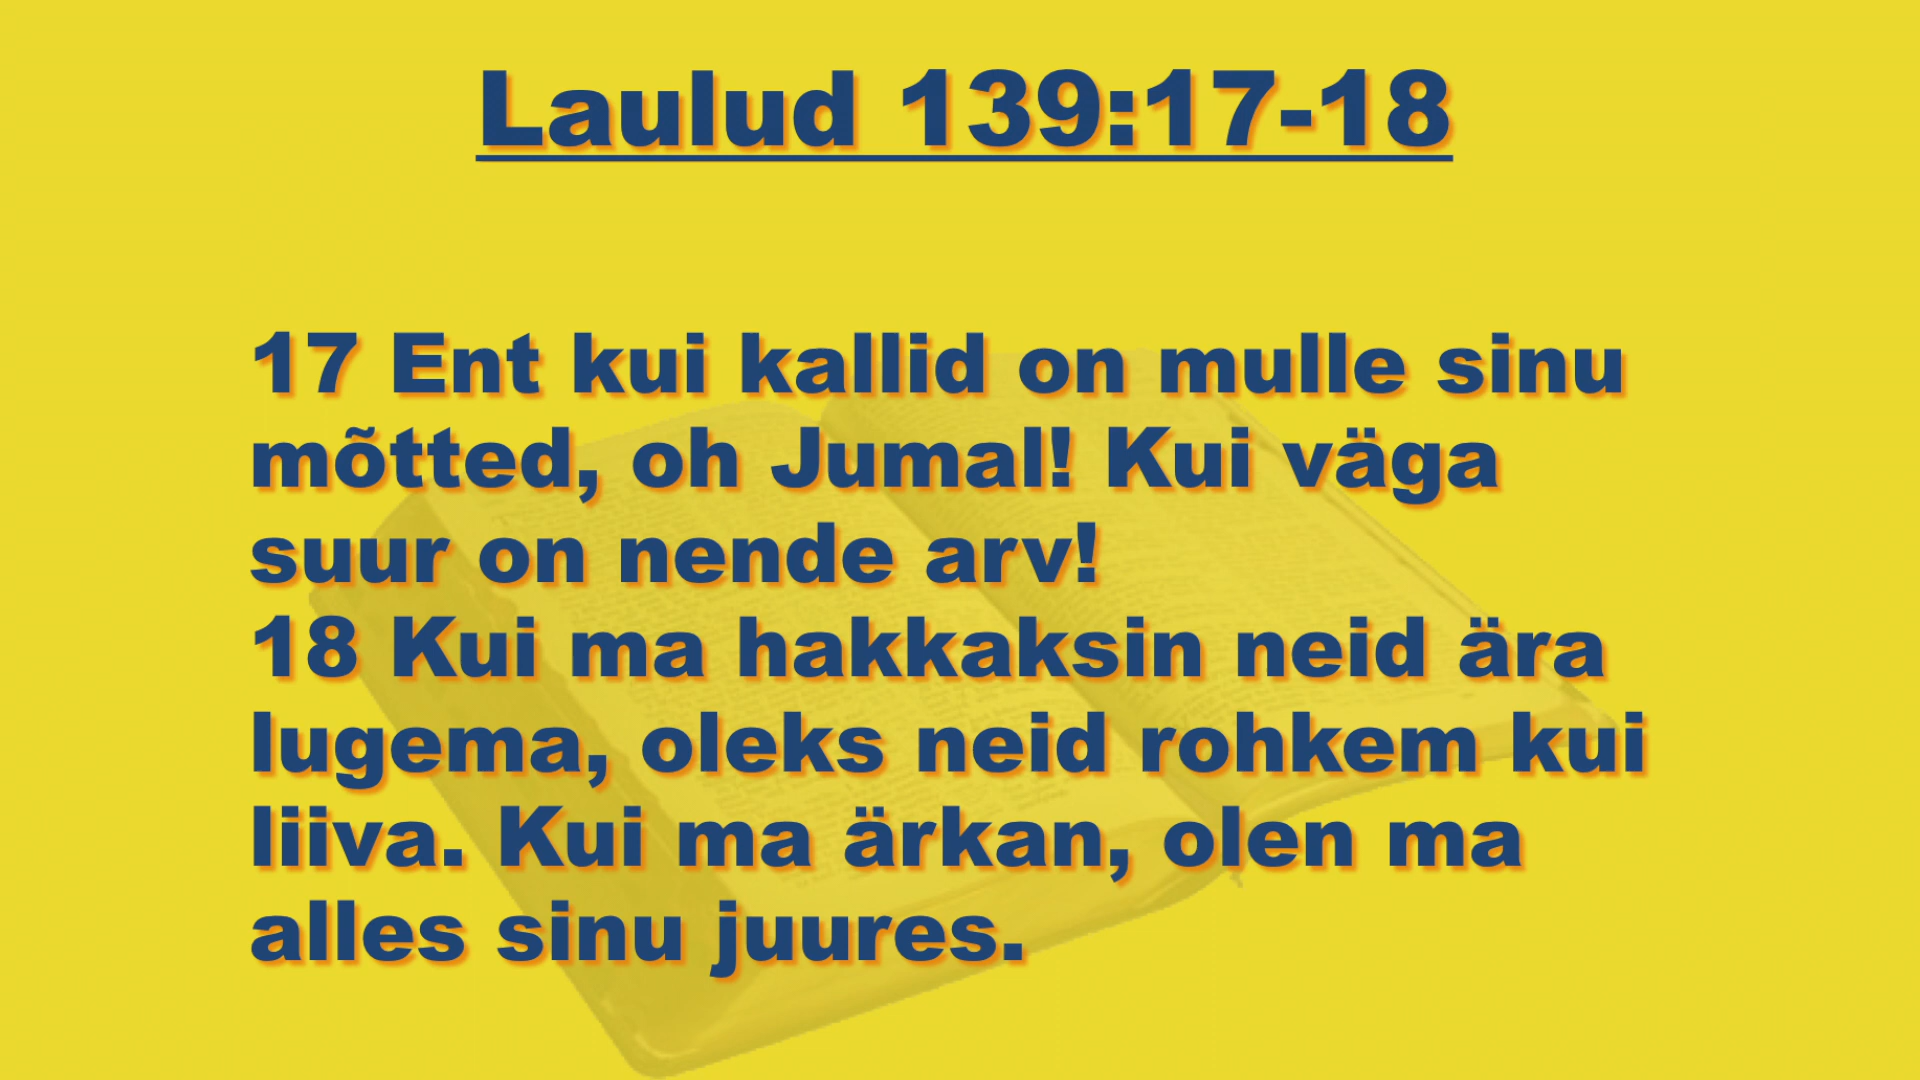 Laulud 139:17-18
17 Ent kui kallid on mulle sinu
mõtted, oh Jumal! Kui väga
suur on nende arv!
18 Kui ma hakkaksin neid ära
lugema, oleks neid rohkem kui
liiva. Kui ma ärkan, olen ma
alles sinu juures.